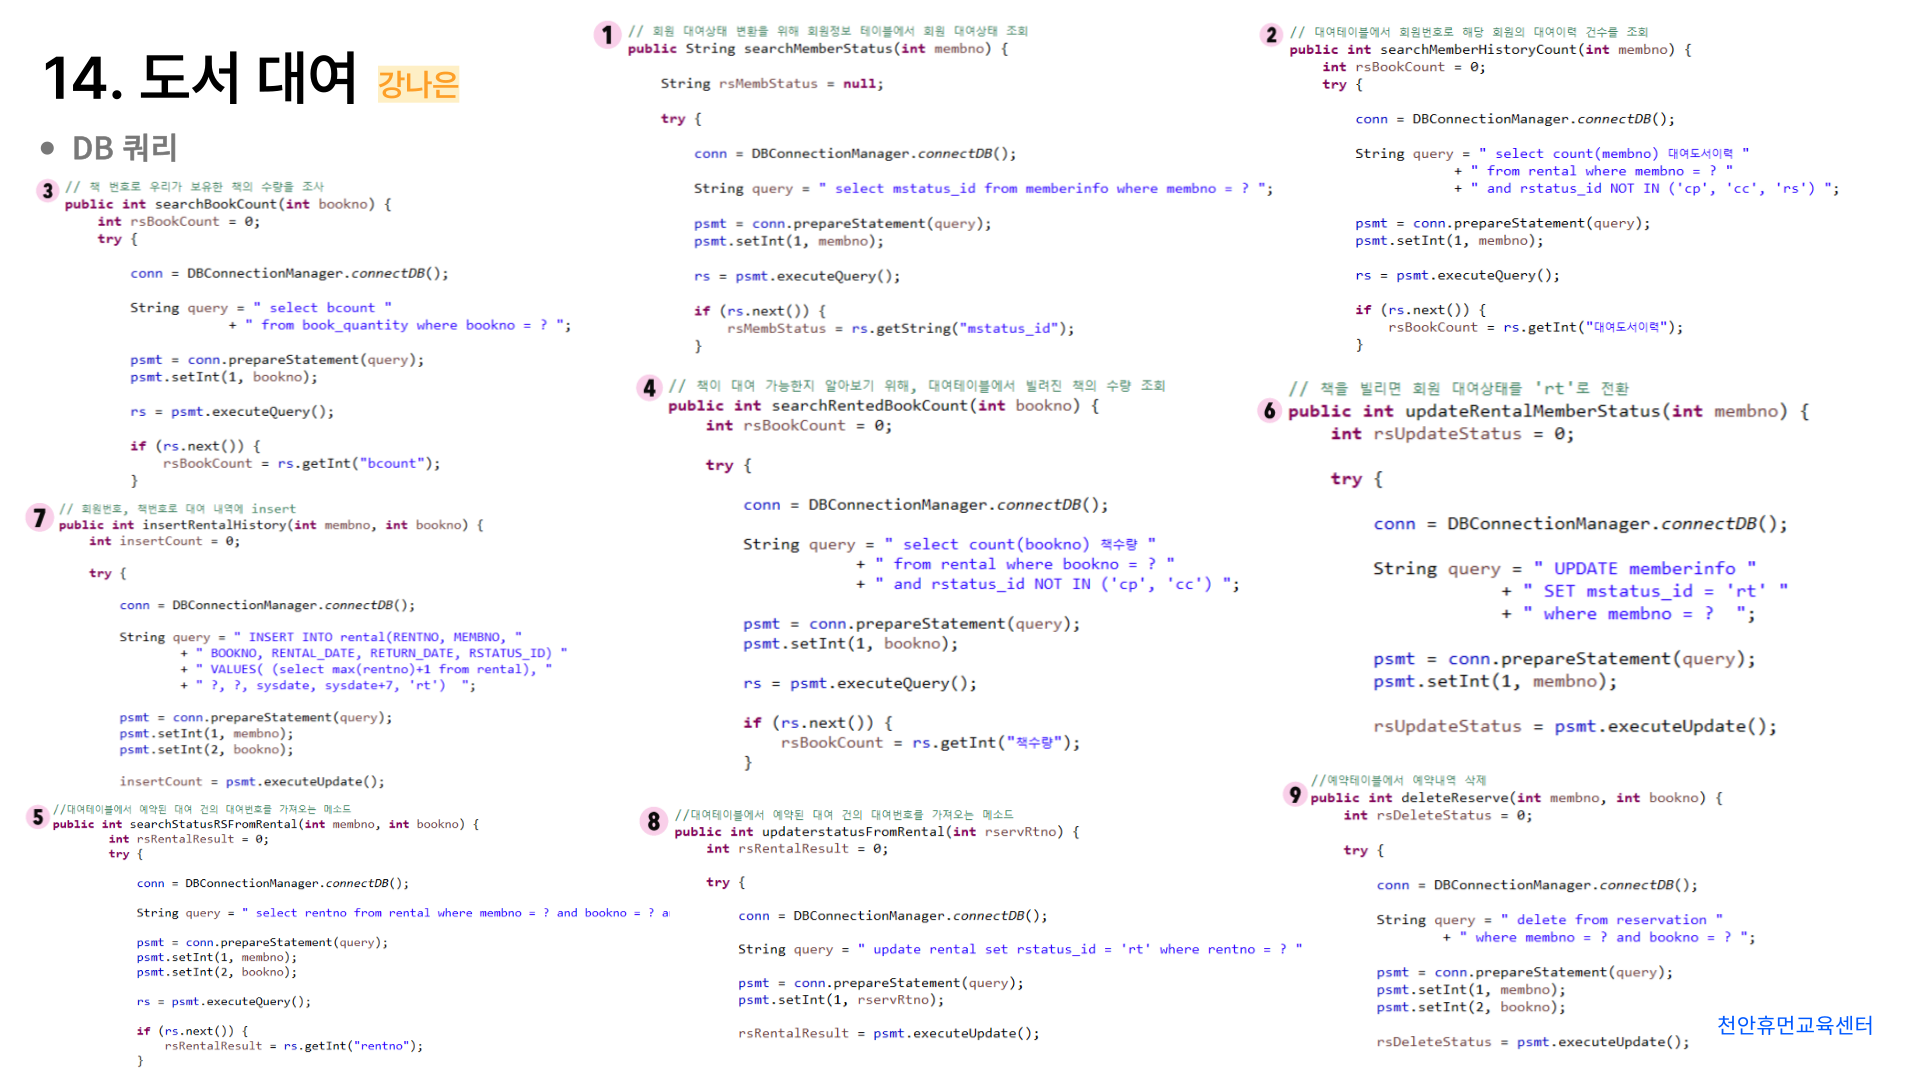 14. 도서 대여 강나은
• DB 쿼리
1 // 회원 대여상태 변환을 위해 회원정보 테이블에서 회원 대여상태 조회
public String searchMemberStatus(int membno) {
String rsMembStatus = null;
try {
conn = DBConnectionManager.connectDB();
String query = " select mstatus_id from memberinfo where membno = ? ";
psmt = conn.prepareStatement(query);
psmt.setInt(1, membno);
rs = psmt.executeQuery();
if (rs.next()) {
rsMembStatus = rs.getString("mstatus_id");
}
2 // 대여테이블에서 회원번호로 해당 회원의 대여이력 건수를 조회
public int searchMemberHistoryCount(int membno) {
int rsBookCount = 0;
try {
conn = DBConnectionManager.connectDB();
String query = " select count(membno) 대여도서이력 "
+ " from rental where membno = ? "
+ " and rstatus_id NOT IN ('cp', 'cc', 'rs') ";
psmt = conn.prepareStatement(query);
psmt.setInt(1, membno);
rs = psmt.executeQuery();
if (rs.next()) {
rsBookCount = rs.getInt("대여도서이력");
}
3 // 책 번호로 우리가 보유한 책의 수량을 조사
public int searchBookCount(int bookno) {
int rsBookCount = 0;
try {
conn = DBConnectionManager.connectDB();
String query = " select bcount "
+ " from book_quantity where bookno = ? ";
psmt = conn.prepareStatement(query);
psmt.setInt(1, bookno);
rs = psmt.executeQuery();
if (rs.next()) {
rsBookCount = rs.getInt("bcount");
}
4 // 책이 대여 가능한지 알아보기 위해, 대여테이블에서 빌려진 책의 수량 조회
public int searchRentedBookCount(int bookno) {
int rsBookCount = 0;
try {
conn = DBConnectionManager.connectDB();
String query = " select count(bookno) 책수량 "
+ " from rental where bookno = ? "
+ " and rstatus_id NOT IN ('cp', 'cc') ";
psmt = conn.prepareStatement(query);
psmt.setInt(1, bookno);
rs = psmt.executeQuery();
if (rs.next()) {
rsBookCount = rs.getInt("책수량");
}
// 책을 빌리면 회원 대여상태를 'rt'로 전환
6 public int updateRentalMemberStatus(int membno) {
int rsUpdateStatus = 0;
try {
conn = DBConnectionManager.connectDB();
String query = " UPDATE memberinfo "
+ " SET mstatus_id = 'rt' "
+ " where membno = ?  ";
psmt = conn.prepareStatement(query);
psmt.setInt(1, membno);
rsUpdateStatus = psmt.executeUpdate();
7 // 회원번호, 책번호로 대여 내역에 insert
public int insertRentalHistory(int membno, int bookno) {
int insertCount = 0;
try {
conn = DBConnectionManager.connectDB();
String query = " INSERT INTO rental(RENTNO, MEMBNO, "
+ " BOOKNO, RENTAL_DATE, RETURN_DATE, RSTATUS_ID) "
+ " VALUES( (select max(rentno)+1 from rental), "
+ " ?, ?, sysdate, sysdate+7, 'rt')  ";
psmt = conn.prepareStatement(query);
psmt.setInt(1, membno);
psmt.setInt(2, bookno);
insertCount = psmt.executeUpdate();
5 //대여테이블에서 예약된 대여 건의 대여번호를 가져오는 메소드
public int searchStatusRSFromRental(int membno, int bookno) {
int rsRentalResult = 0;
try {
conn = DBConnectionManager.connectDB();
String query = " select rentno from rental where membno = ? and bookno = ? a
psmt = conn.prepareStatement(query);
psmt.setInt(1, membno);
psmt.setInt(2, bookno);
rs = psmt.executeQuery();
if (rs.next()) {
rsRentalResult = rs.getInt("rentno");
}
8 //대여테이블에서 예약된 대여 건의 대여번호를 가져오는 메소드
public int updaterstatusFromRental(int rservRtno) {
int rsRentalResult = 0;
try {
conn = DBConnectionManager.connectDB();
String query = " update rental set rstatus_id = 'rt' where rentno = ? "
psmt = conn.prepareStatement(query);
psmt.setInt(1, rservRtno);
rsRentalResult = psmt.executeUpdate();
//예약테이블에서 예약내역 삭제
9 public int deleteReserve(int membno, int bookno) {
int rsDeleteStatus = 0;
try {
conn = DBConnectionManager.connectDB();
String query = " delete from reservation "
+ " where membno = ? and bookno = ? ";
psmt = conn.prepareStatement(query);
psmt.setInt(1, membno);
psmt.setInt(2, bookno);
rsDeleteStatus = psmt.executeUpdate();
천안휴먼교육센터